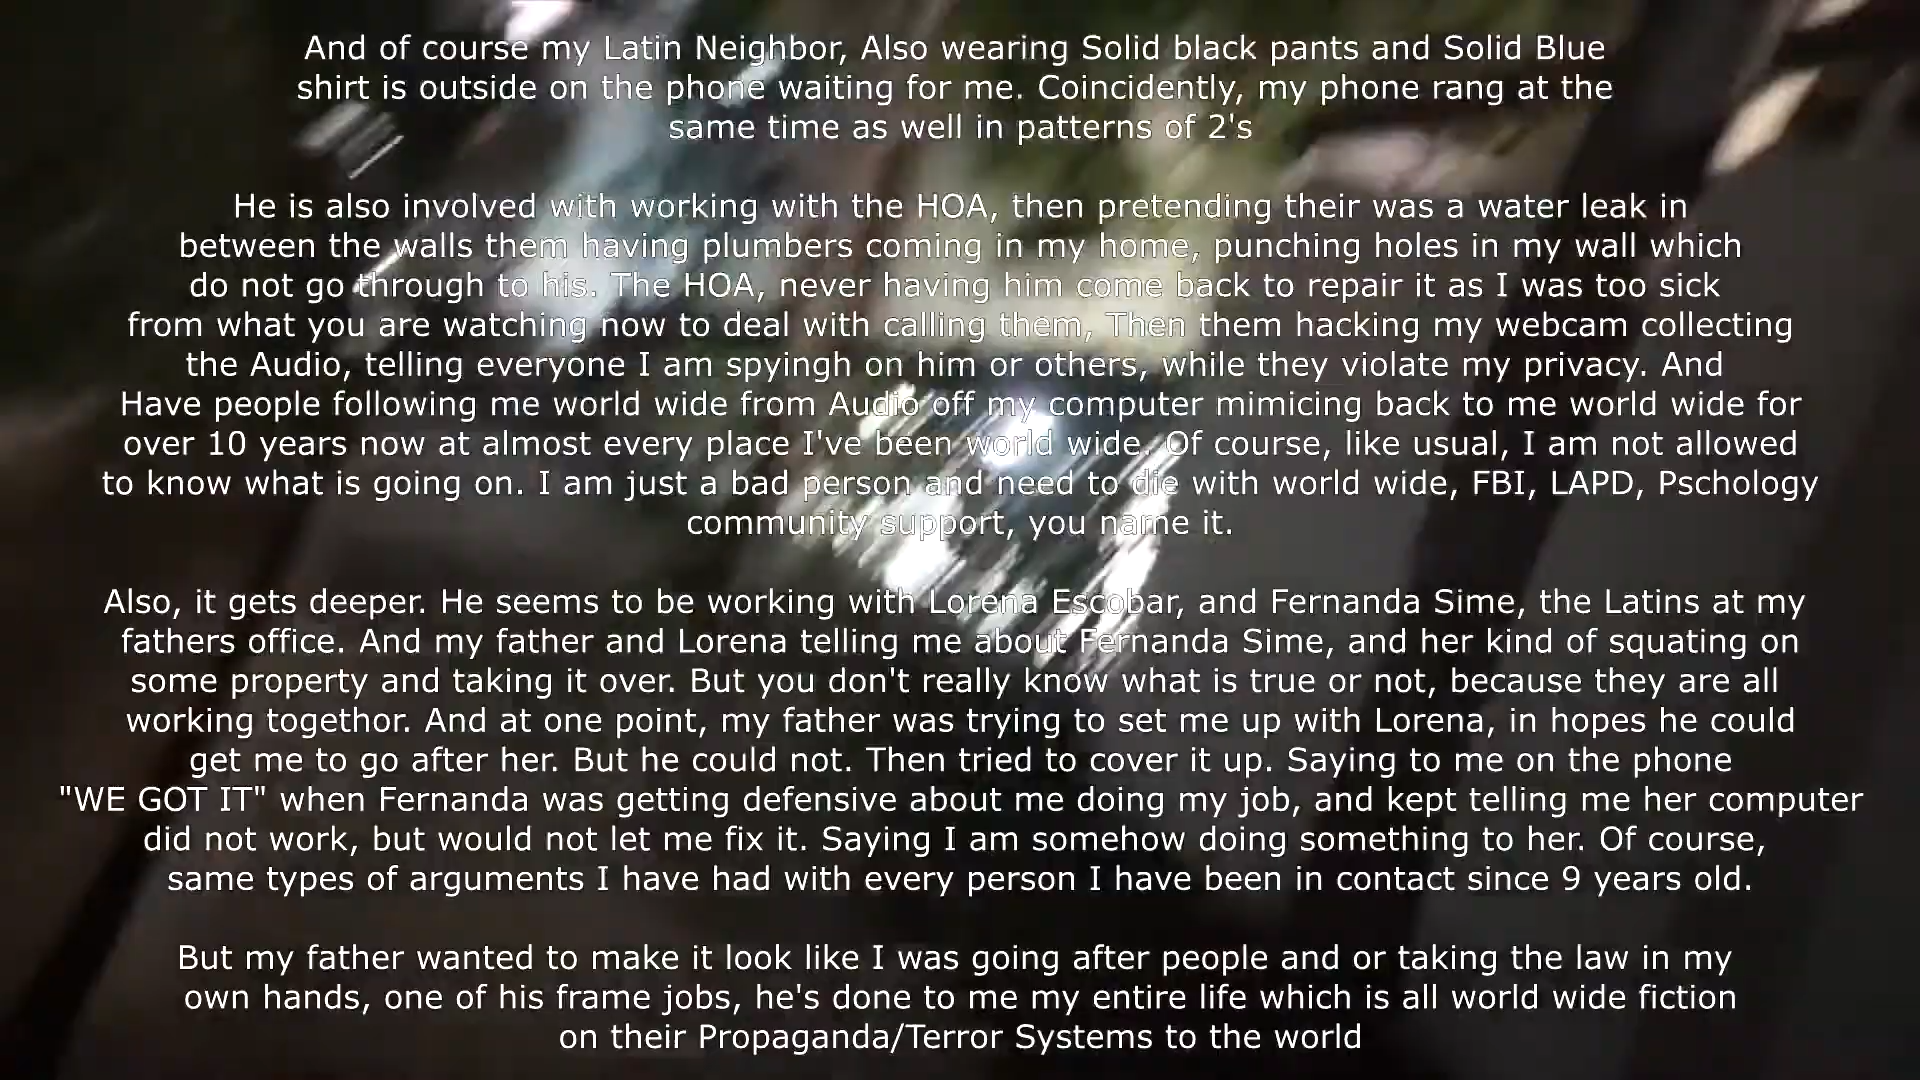 And of course my Latin Neighbor, Also wearing Solid black pants and Solid Blue
shirt is outside on the phone waiting for me. Coincidently, my phone rang at the
same time as well in patterns of 2's
He is also involved with working with the HOA, then pretending their was a water leak in
between the walls them having plumbers coming in my home, punching holes in my wall which
do not go through to his. The HOA, never having him come back to repair it as I was too sick
from what you are watching now to deal with calling them, Then them hacking my webcam collecting
the Audio, telling everyone I am spyingh on him or others, while they violate my privacy. And
Have people following me world wide from Audio off my computer mimicing back to me world wide for
over 10 years now at almost every place I've been world wide. Of course, like usual, I am not allowed
to know what is going on. I am just a bad person and need to die with world wide, FBI, LAPD, Pschology
community support, you name it.
Also, it gets deeper. He seems to be working with Lorena Escobar, and Fernanda Sime, the Latins at my
fathers office. And my father and Lorena telling me about Fernanda Sime, and her kind of squating on
some property and taking it over. But you don't really know what is true or not, because they are all
working togethor. And at one point, my father was trying to set me up with Lorena, in hopes he could
get me to go after her. But he could not. Then tried to cover it up. Saying to me on the phone
"WE GOT IT" when Fernanda was getting defensive about me doing my job, and kept telling me her computer
did not work, but would not let me fix it. Saying I am somehow doing something to her. Of course,
same types of arguments I have had with every person I have been in contact since 9 years old.
But my father wanted to make it look like I was going after people and or taking the law in my
own hands, one of his frame jobs, he's done to me my entire life which is all world wide fiction
on their Propaganda/Terror Systems to the world